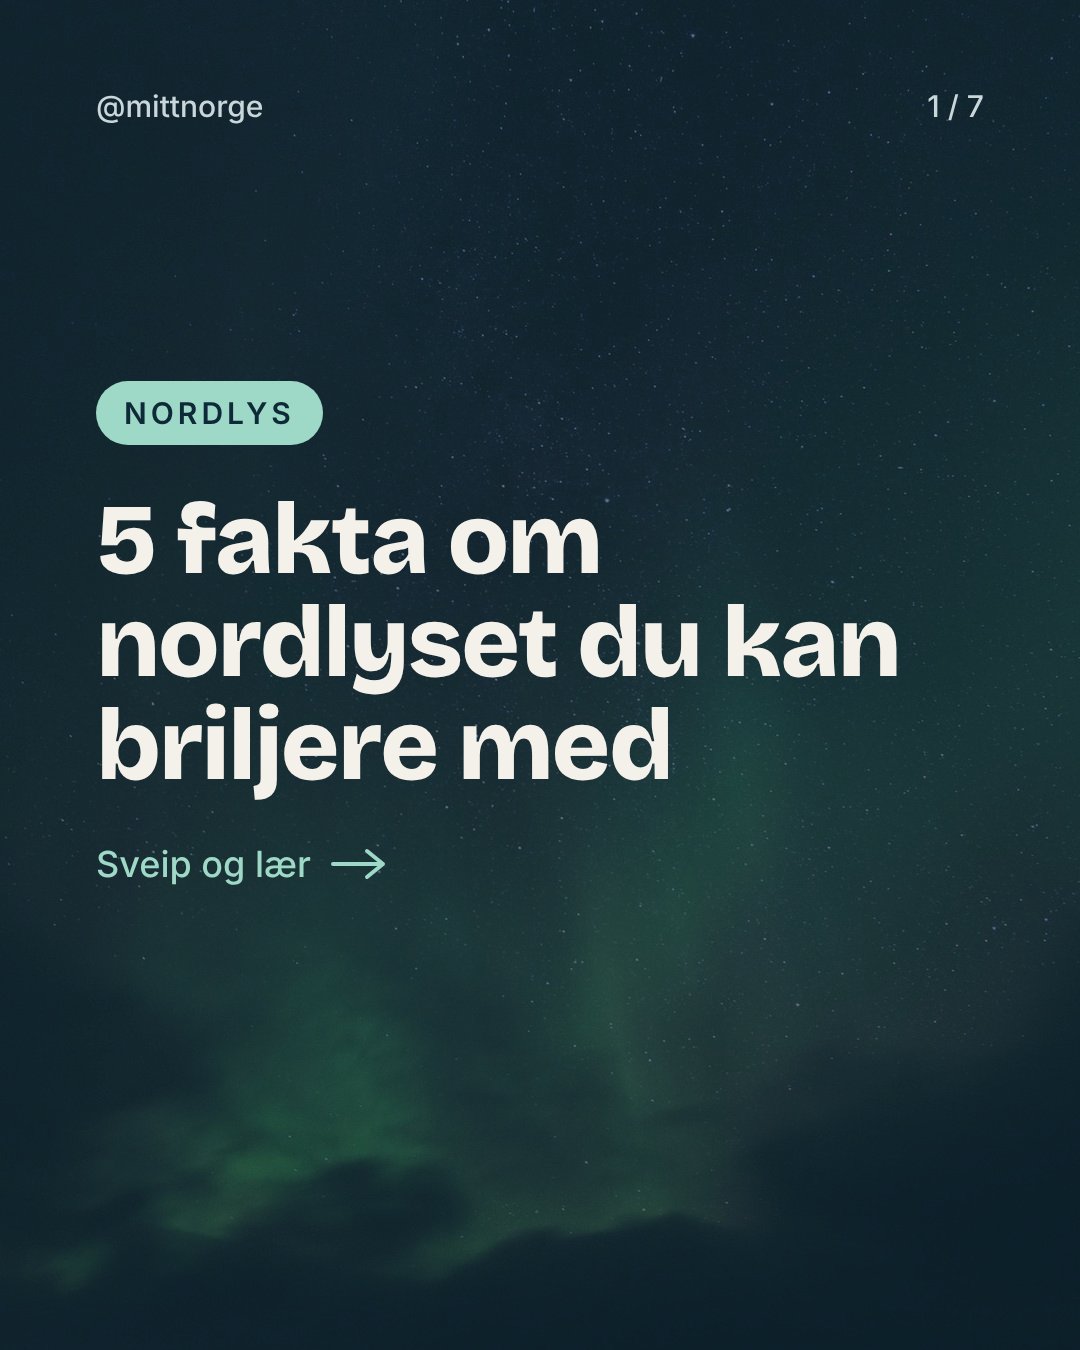 @mittnorge
1 / 7
NORDLYS
5 fakta om
nordlyset du kan
briljere med
Sveip og lær →